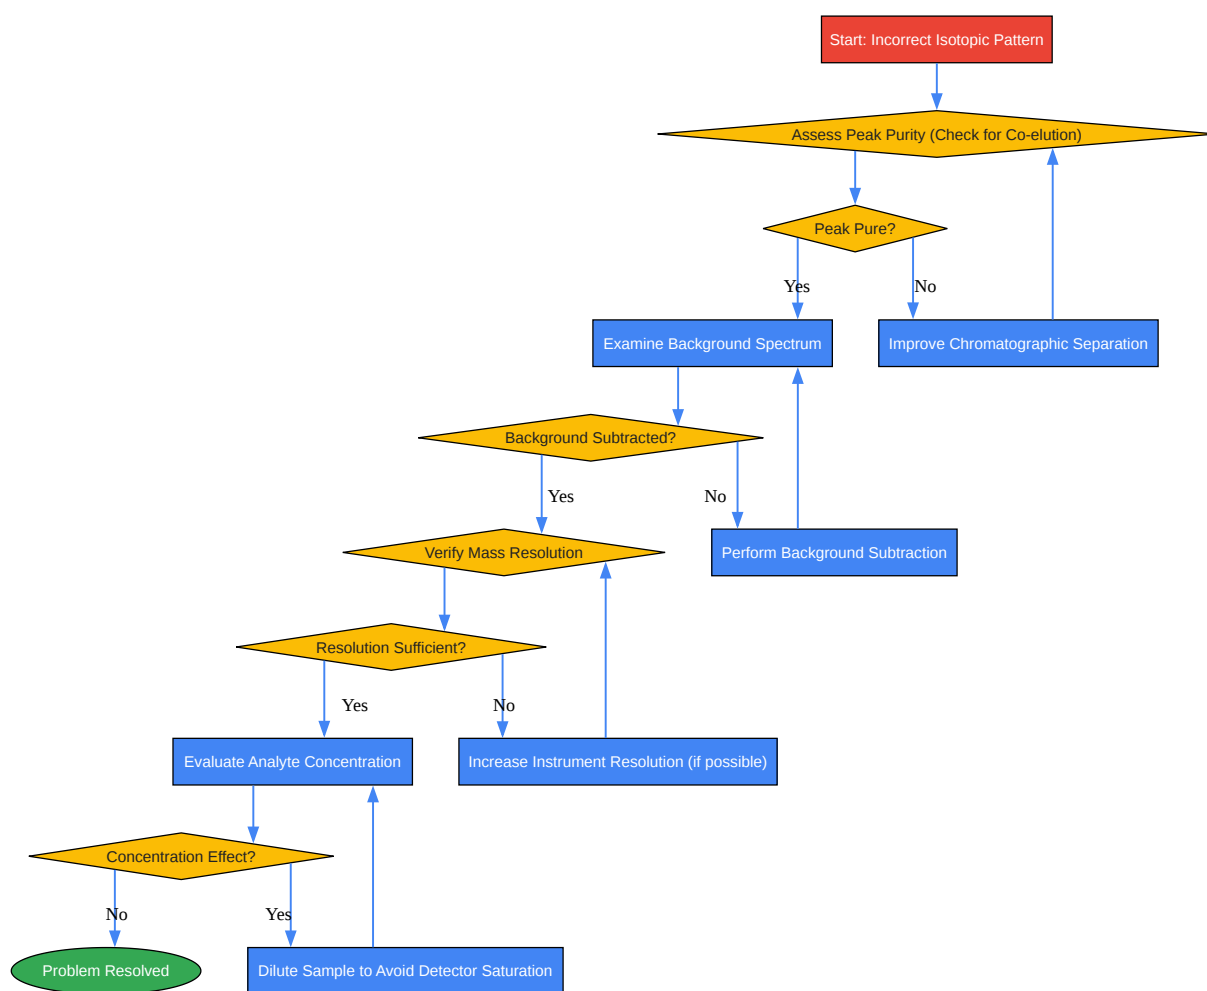 Start: Incorrect Isotopic Pattern
Assess Peak Purity (Check for Co-elution)
Peak Pure?
Yes
No
Examine Background Spectrum
Improve Chromatographic Separation
Background Subtracted?
Yes
No
Verify Mass Resolution
Perform Background Subtraction
Resolution Sufficient?
Yes
No
Evaluate Analyte Concentration
Increase Instrument Resolution (if possible)
Concentration Effect?
No
Yes
Problem Resolved
Dilute Sample to Avoid Detector Saturation